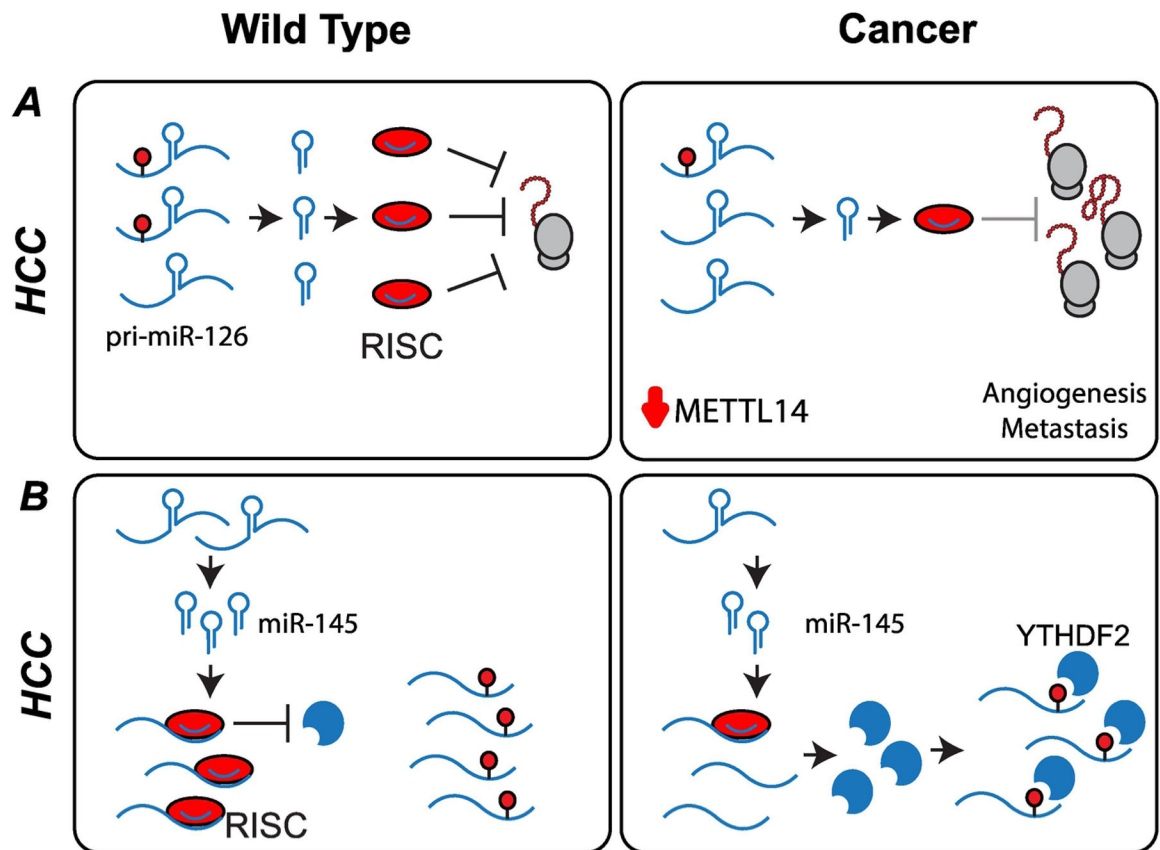 Wild Type
Cancer
A
HCC
pri-miR-126
RISC
METTL14
Angiogenesis
Metastasis
B
HCC
miR-145
RISC
miR-145
YTHDF2